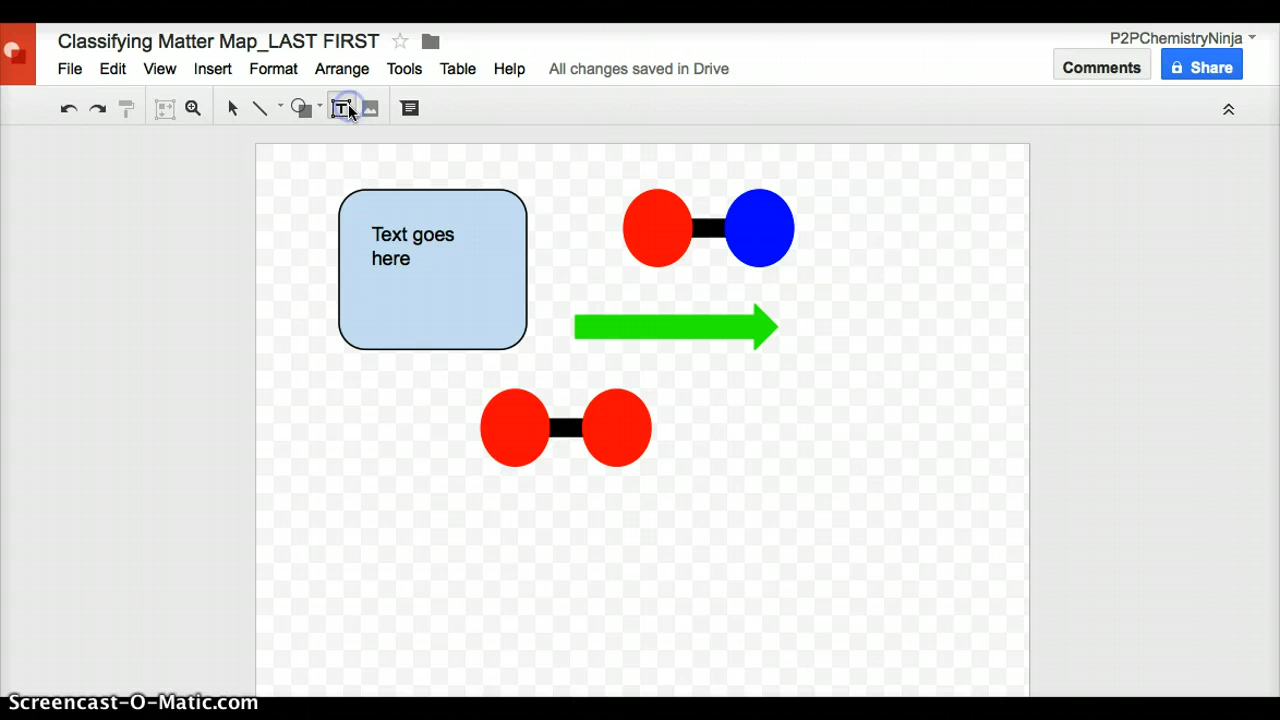 Classifying Matter Map_LAST FIRST
P2PChemistryNinja
File Edit View Insert Format Arrange Tools Table Help All changes saved in Drive
Comments Share
T
Text goes
here
Screencast-O-Matic.com